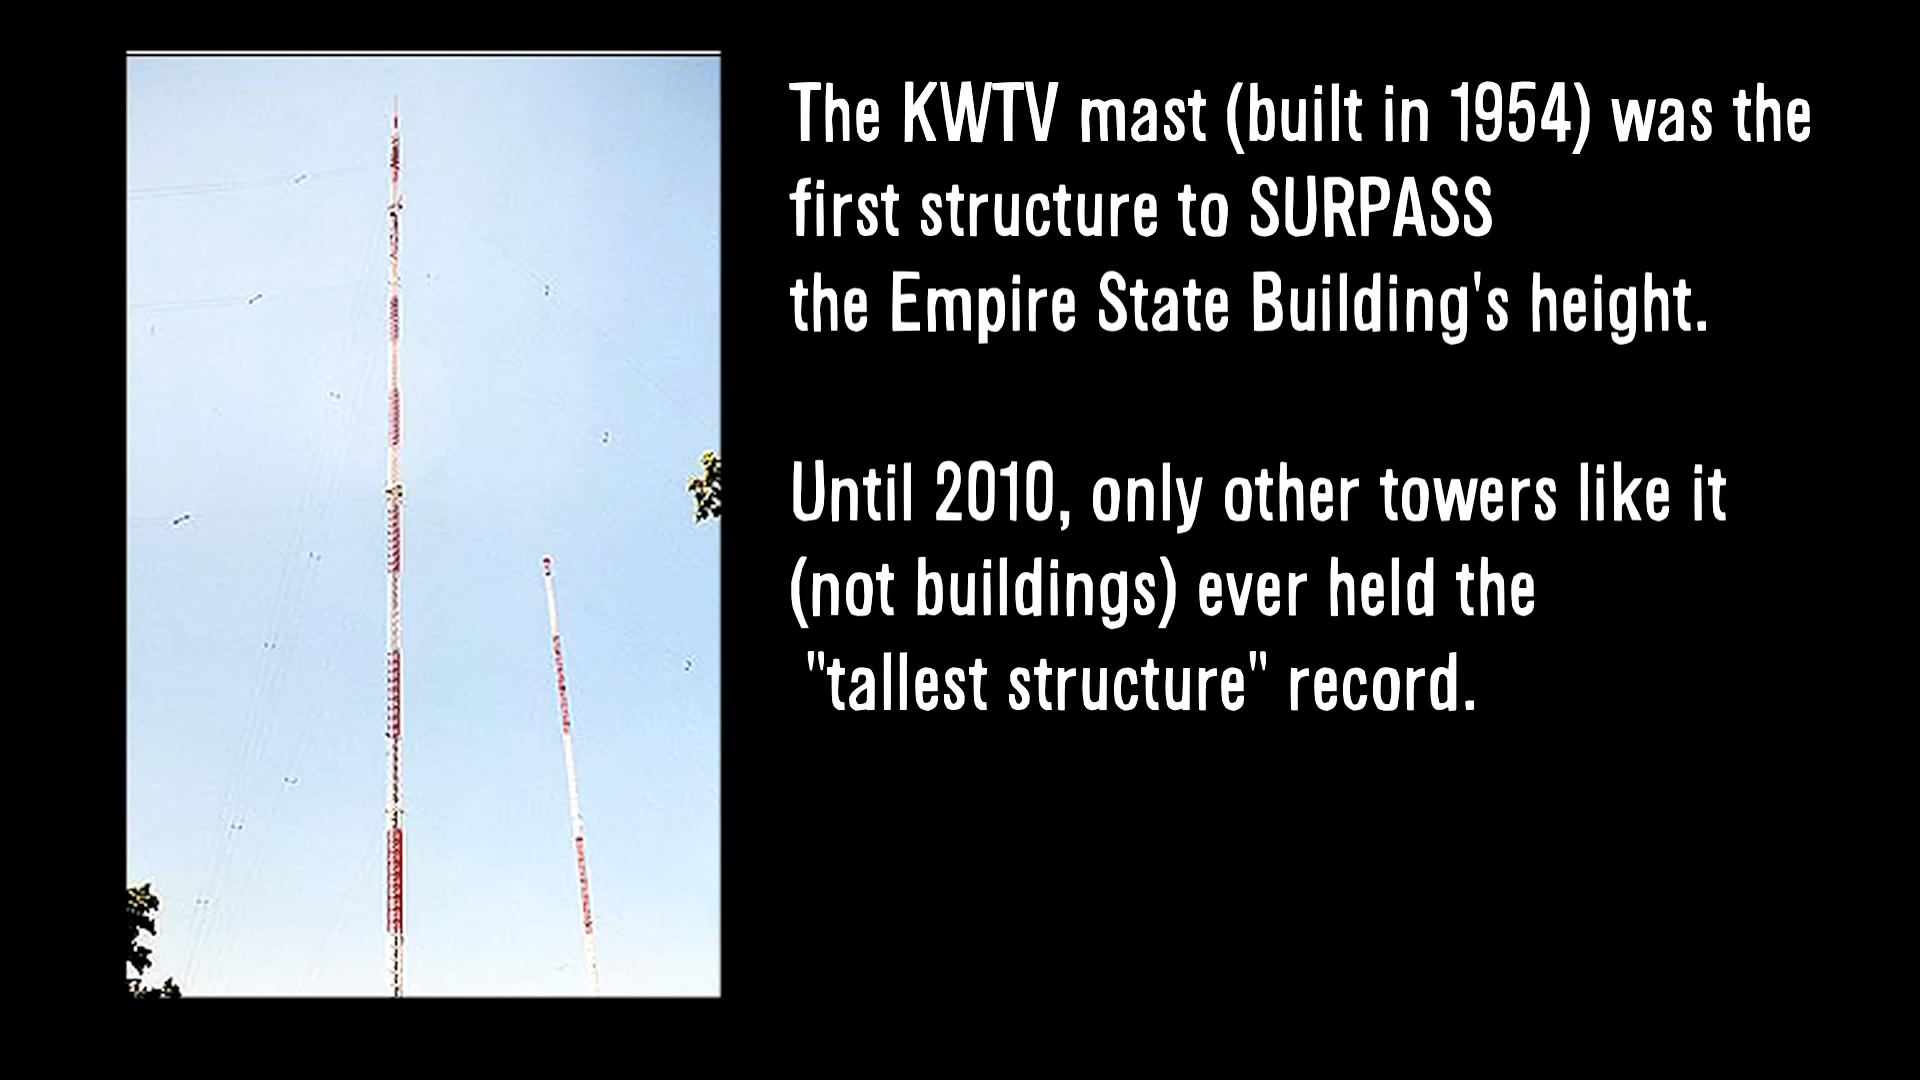 The KWTV mast (built in 1954) was the
first structure to SURPASS
the Empire State Building's height.
Until 2010, only other towers like it
(not buildings) ever held the
"tallest structure" record.